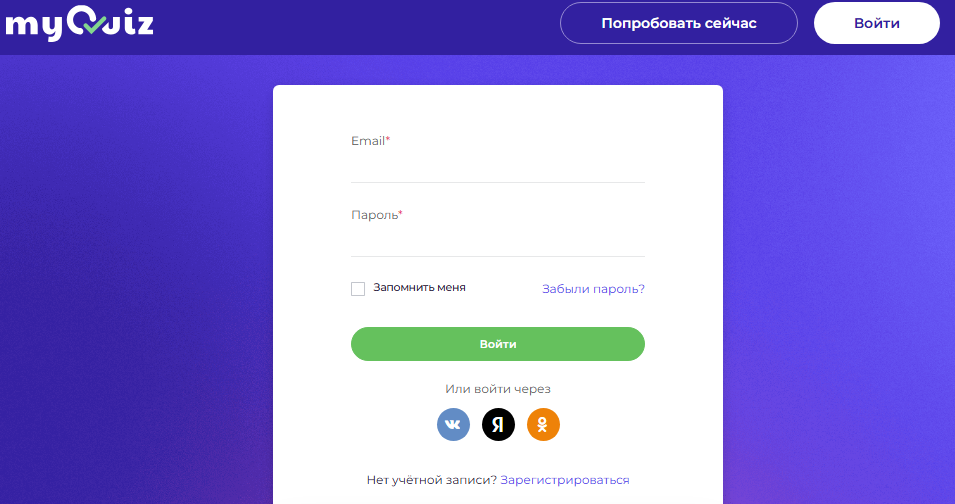 myQuiz
Попробовать сейчас
Войти
Email*
Пароль*
Запомнить меня
Забыли пароль?
Войти
Или войти через
Я
Нет учётной записи? Зарегистрироваться